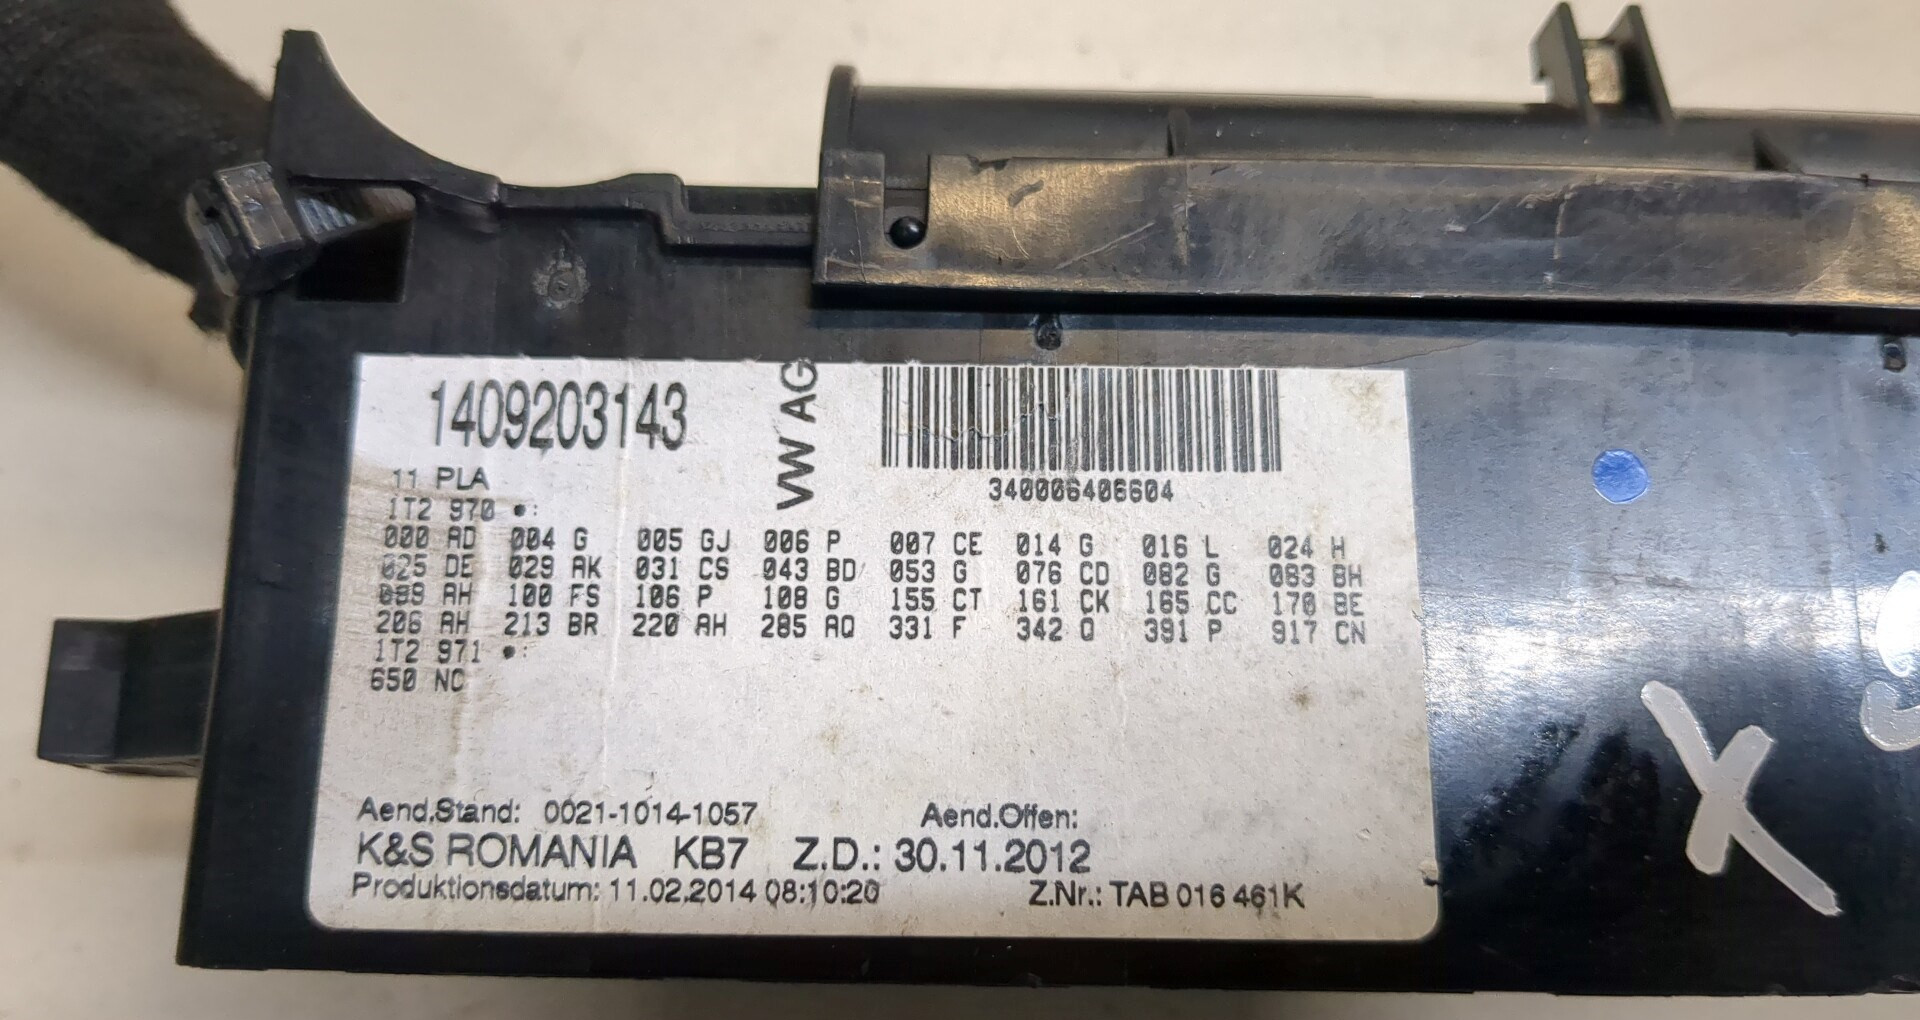 1409203143
VW AG
340006406604
11 PLA
1T2 970 •:
000 AD 004 G 005 GJ 006 P 007 CE 014 G 016 L 024 H
025 DE 029 AK 031 CS 043 BD 053 G 076 CD 082 G 083 BH
089 AH 100 FS 106 P 108 G 155 CT 161 CK 165 CC 170 BE
206 AH 213 BR 220 AH 285 AQ 331 F 342 Q 391 P 917 CN
1T2 971 •:
650 NC
Aend.Stand: 0021-1014-1057 Aend.Offen:
K&S ROMANIA KB7 Z.D.: 30.11.2012
Produktionsdatum: 11.02.2014 08:10:20 Z.Nr.: TAB 016 461K
X